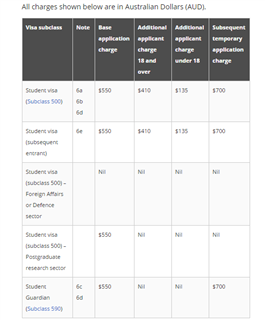 All charges shown below are in Australian Dollars (AUD).
Visa subclass Note Base application charge Additional applicant charge 18 and over Additional applicant charge under 18 Subsequent temporary application charge
Student visa (Subclass 500) 6a 6b 6d $550 $410 $135 $700
Student visa (subsequent entrant) 6e $550 $410 $135 $700
Student visa (subclass 500) – Foreign Affairs or Defence sector Nil Nil Nil Nil
Student visa (subclass 500) – Postgraduate research sector $550 Nil Nil Nil
Student Guardian (Subclass 590) 6c 6d $550 Nil Nil $700